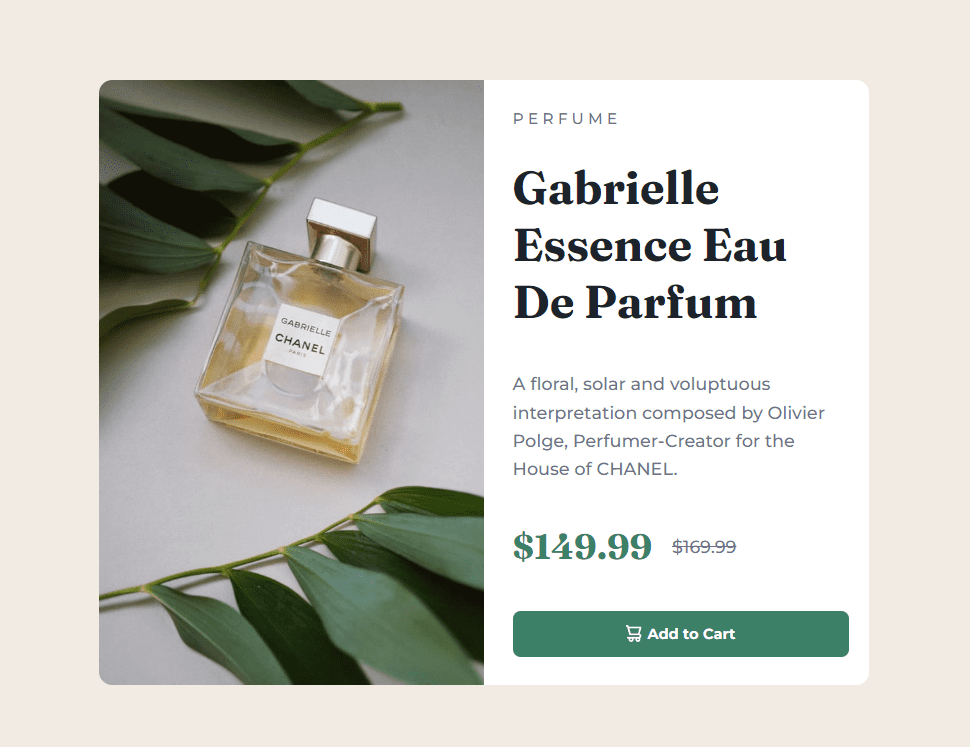 GABRIELLE
CHANEL
PARIS
PERFUME
Gabrielle
Essence Eau
De Parfum
A floral, solar and voluptuous
interpretation composed by Olivier
Polge, Perfumer-Creator for the
House of CHANEL.
$149.99 $169.99
Add to Cart